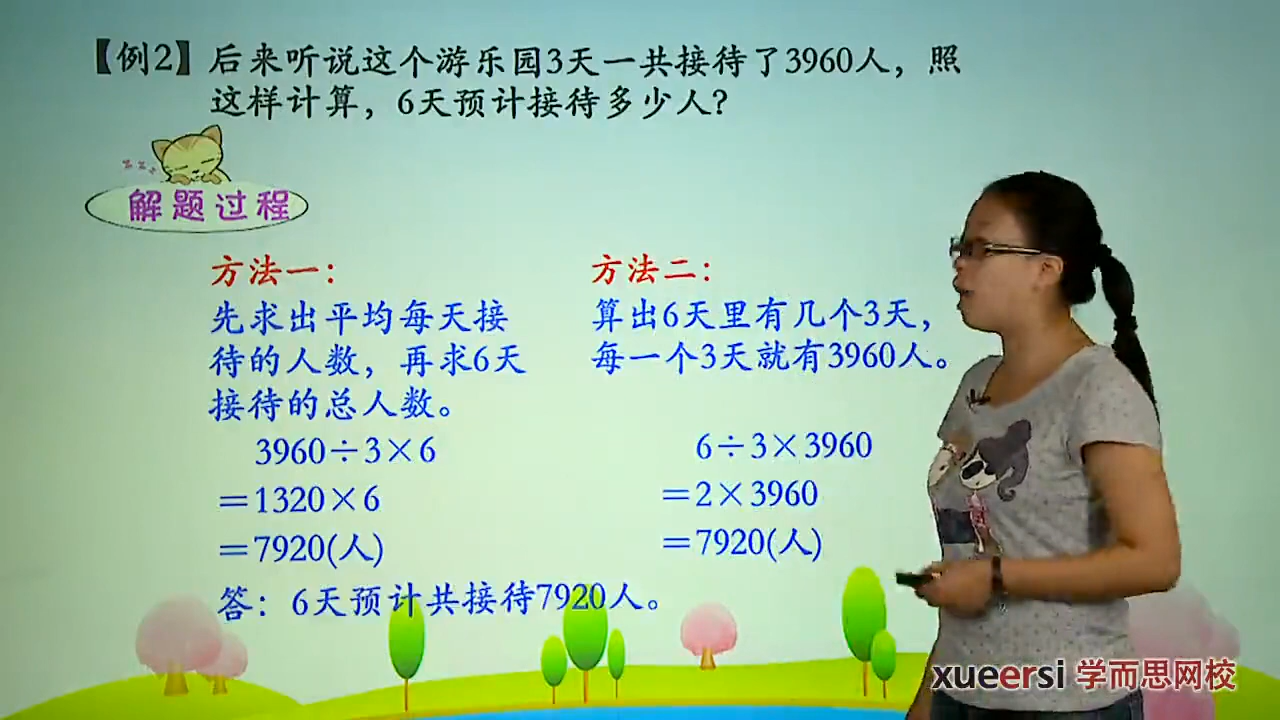 【例2】后来听说这个游乐园3天一共接待了3960人，照
这样计算，6天预计接待多少人？
zzz
解题过程
方法一：
先求出平均每天接
待的人数，再求6天
接待的总人数。
3960÷3×6
＝1320×6
＝7920(人)
方法二：
算出6天里有几个3天，
每一个3天就有3960人。
6÷3×3960
＝2×3960
＝7920(人)
答：6天预计共接待7920人。
xueersi 学而思网校